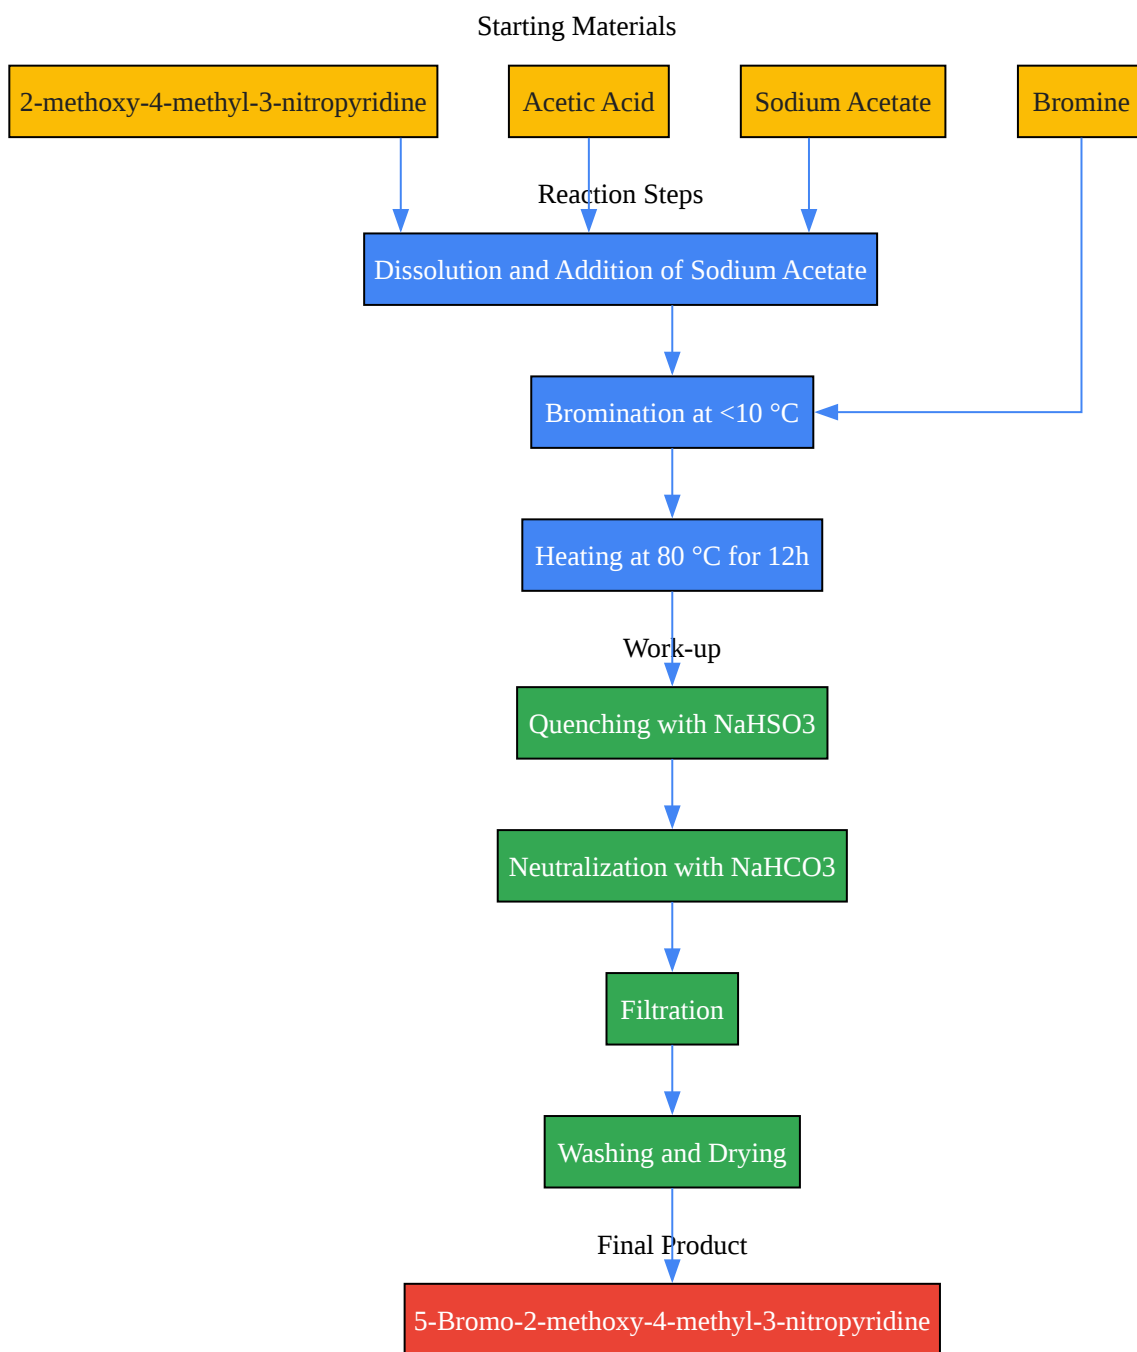 Starting Materials
2-methoxy-4-methyl-3-nitropyridine
Acetic Acid
Sodium Acetate
Bromine
Reaction Steps
Dissolution and Addition of Sodium Acetate
Bromination at <10 °C
Heating at 80 °C for 12h
Work-up
Quenching with NaHSO3
Neutralization with NaHCO3
Filtration
Washing and Drying
Final Product
5-Bromo-2-methoxy-4-methyl-3-nitropyridine